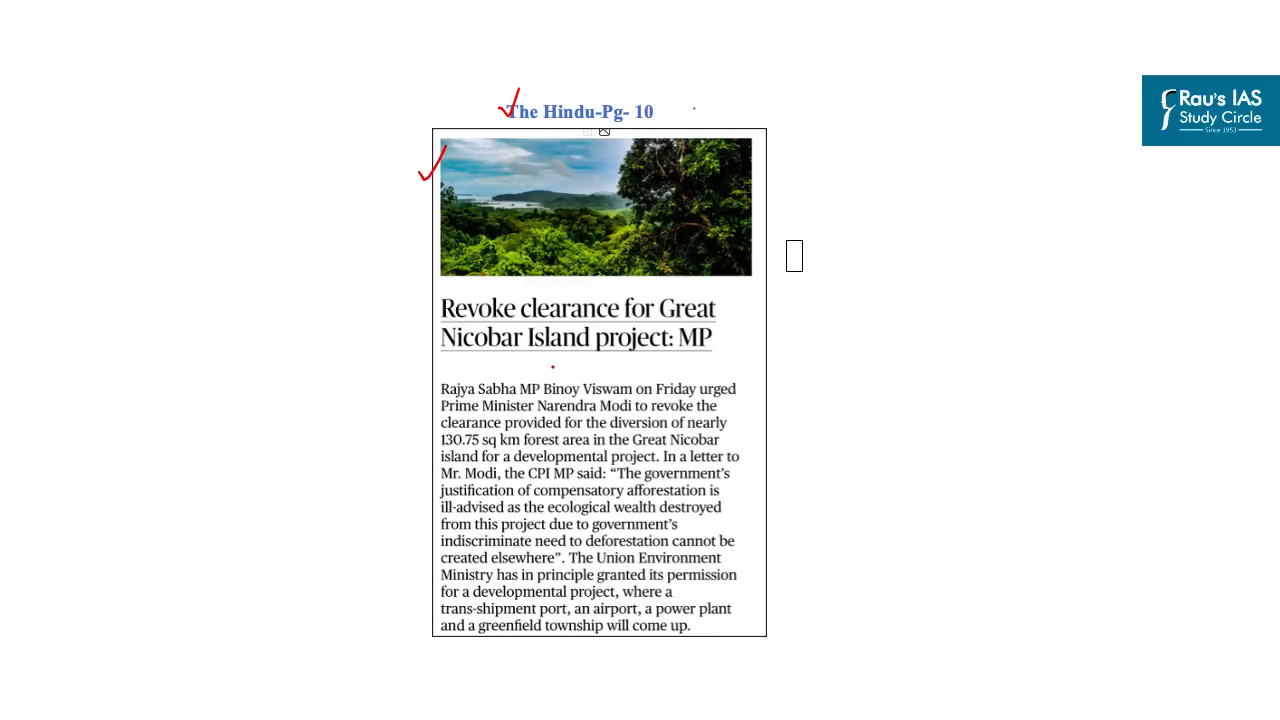 The Hindu-Pg- 10
Rau's IAS
Study Circle
Since 1953
Revoke clearance for Great
Nicobar Island project: MP
Rajya Sabha MP Binoy Viswam on Friday urged
Prime Minister Narendra Modi to revoke the
clearance provided for the diversion of nearly
130.75 sq km forest area in the Great Nicobar
island for a developmental project. In a letter to
Mr. Modi, the CPI MP said: “The government’s
justification of compensatory afforestation is
ill-advised as the ecological wealth destroyed
from this project due to government’s
indiscriminate need to deforestation cannot be
created elsewhere”. The Union Environment
Ministry has in principle granted its permission
for a developmental project, where a
trans-shipment port, an airport, a power plant
and a greenfield township will come up.